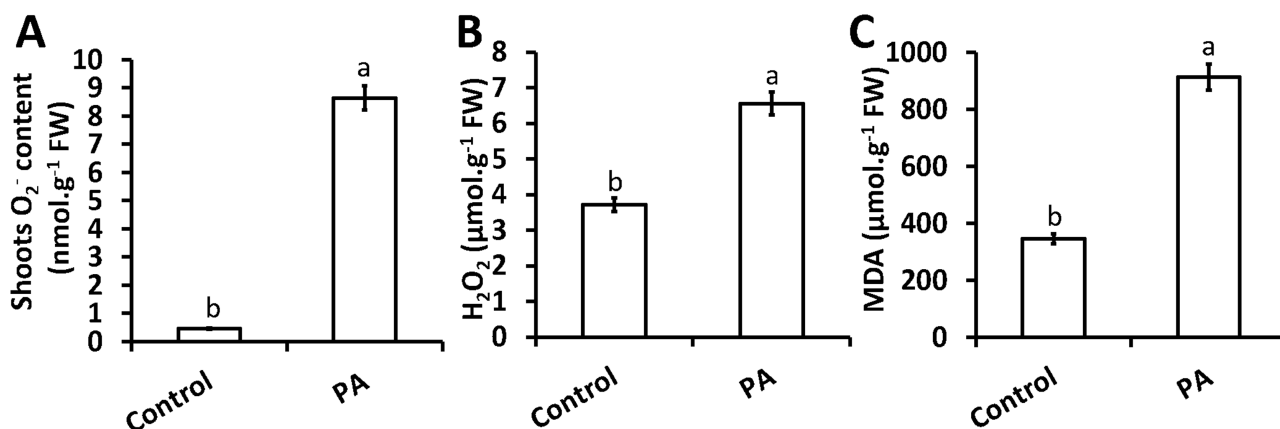 A
Shoots O₂⁻ content
(nmol.g⁻¹ FW)
10
9
8
7
6
5
4
3
2
1
0
b
a
Control
PA
B
H₂O₂ (µmol.g⁻¹ FW)
8
7
6
5
4
3
2
1
0
b
a
Control
PA
C
MDA (µmol.g⁻¹ FW)
1000
800
600
400
200
0
b
a
Control
PA